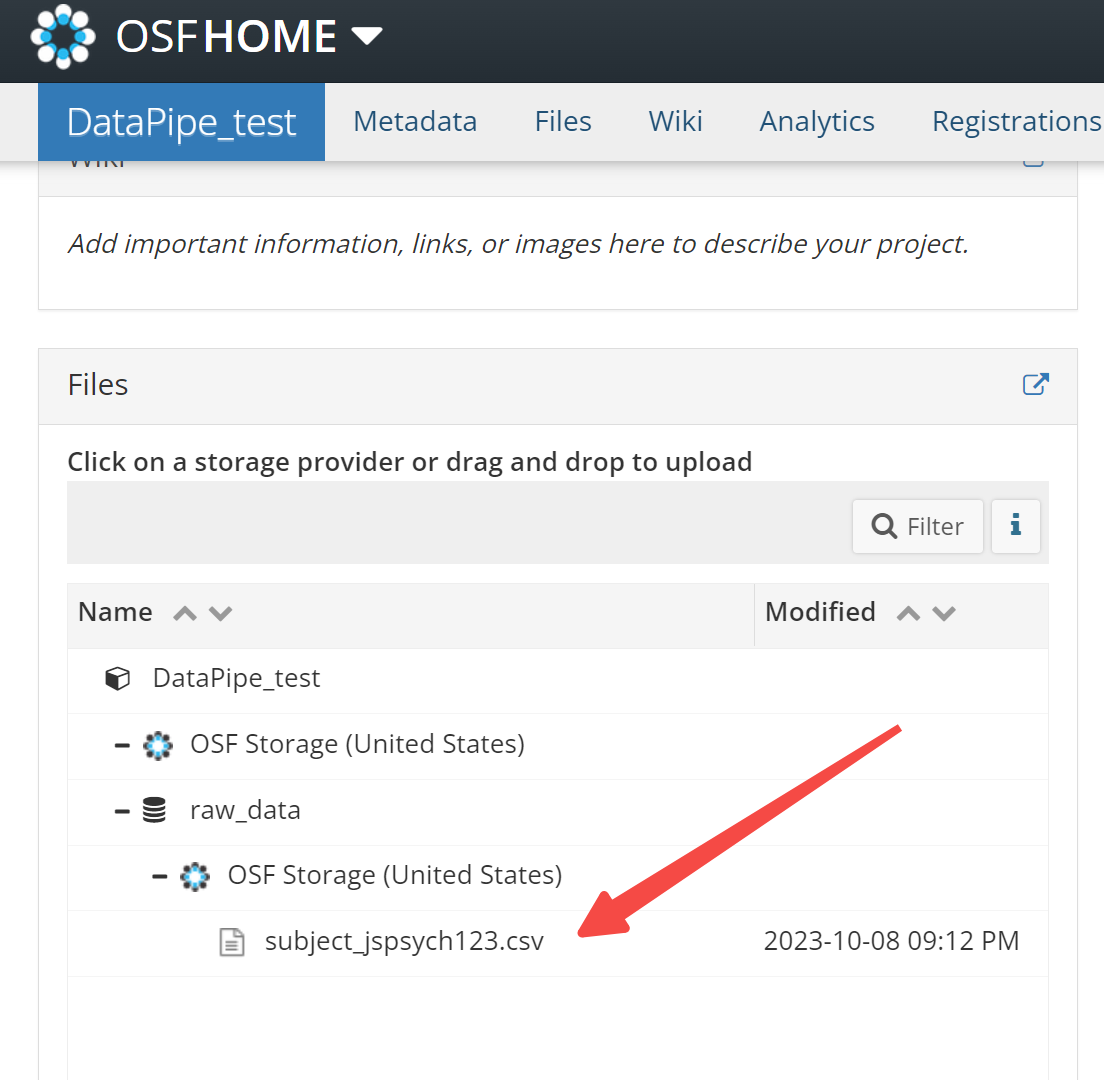 OSFHOME
DataPipe_test Metadata Files Wiki Analytics Registrations
Wiki
Add important information, links, or images here to describe your project.
Files
Click on a storage provider or drag and drop to upload
Filter i
Name Modified
DataPipe_test
OSF Storage (United States)
raw_data
OSF Storage (United States)
subject_jspsych123.csv 2023-10-08 09:12 PM